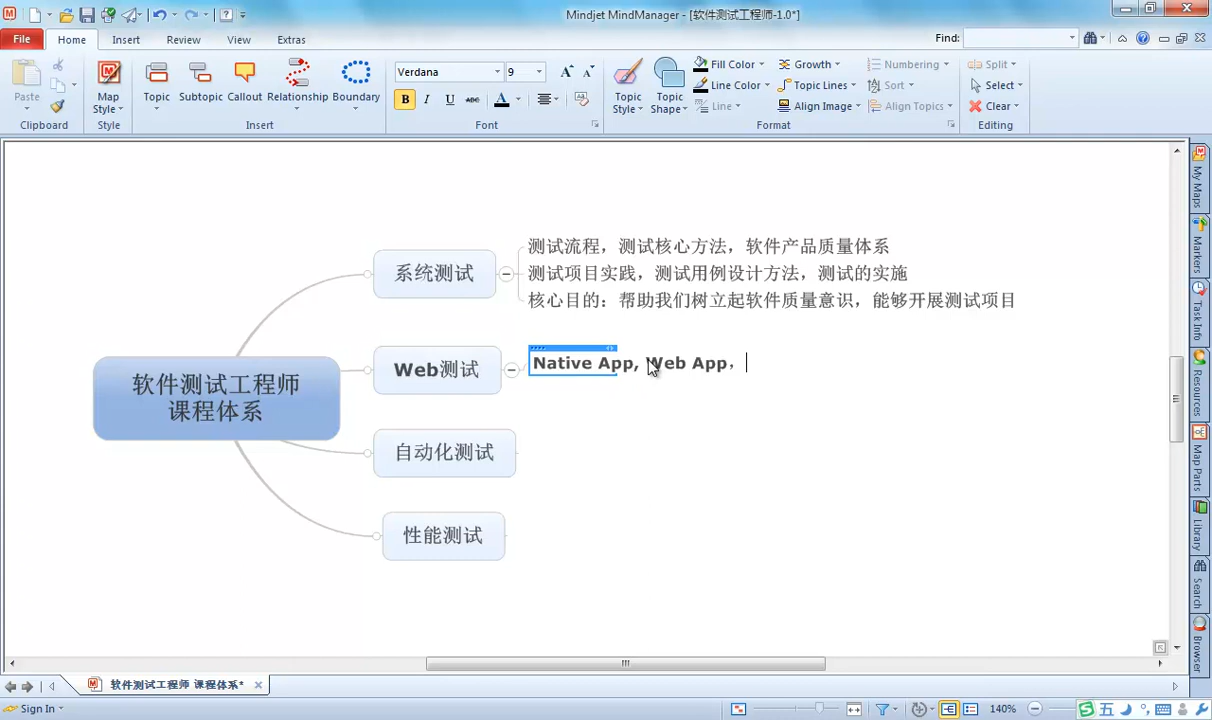 Mindjet MindManager - [软件测试工程师-1.0*]
File
Home
Insert
Review
View
Extras
Find:
Paste
Clipboard
Map
Style
Style
Topic
Subtopic
Callout
Relationship
Boundary
Insert
Verdana
9
B
I
U
abc
A
Font
Topic
Style
Topic
Shape
Fill Color
Line Color
Line
Growth
Topic Lines
Align Image
Numbering
Sort
Align Topics
Format
Split
Select
Clear
Editing
软件测试工程师
课程体系
系统测试
测试流程，测试核心方法，软件产品质量体系
测试项目实践，测试用例设计方法，测试的实施
核心目的：帮助我们树立起软件质量意识，能够开展测试项目
Web测试
Native App, Web App，
自动化测试
性能测试
My Maps
Markers
Task Info
Resources
Map Parts
Library
Search
Browser
软件测试工程师 课程体系*
Sign In
140%
五